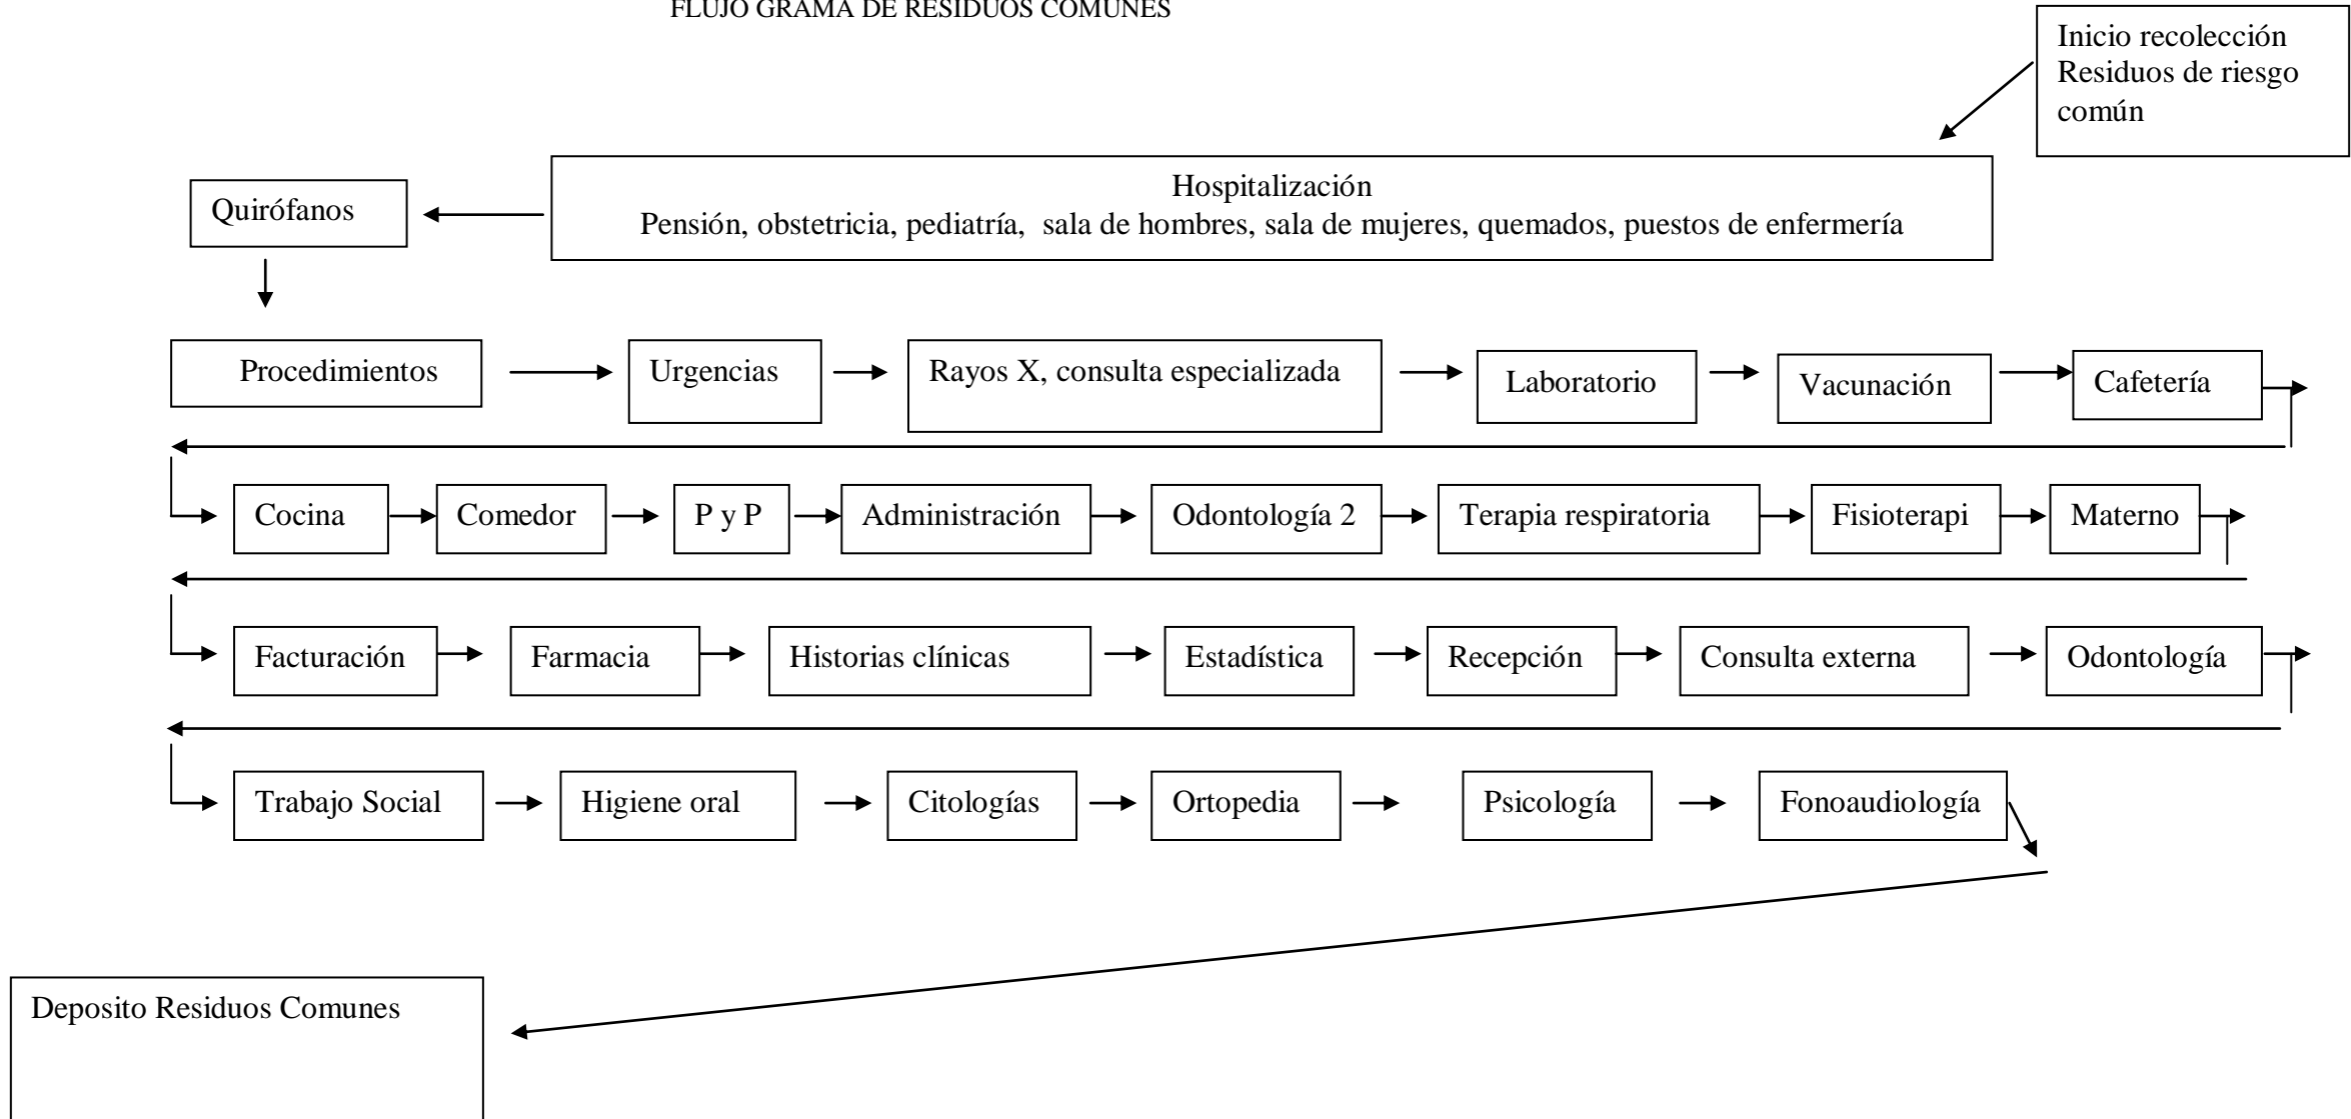 FLUJO GRAMA DE RESIDUOS COMUNES
Inicio recolección
Residuos de riesgo
común
Hospitalización
Pensión, obstetricia, pediatría, sala de hombres, sala de mujeres, quemados, puestos de enfermería
Quirófanos
Procedimientos
Urgencias
Rayos X, consulta especializada
Laboratorio
Vacunación
Cafetería
Cocina
Comedor
P y P
Administración
Odontología 2
Terapia respiratoria
Fisioterapi
Materno
Facturación
Farmacia
Historias clínicas
Estadística
Recepción
Consulta externa
Odontología
Trabajo Social
Higiene oral
Citologías
Ortopedia
Psicología
Fonoaudiología
Deposito Residuos Comunes